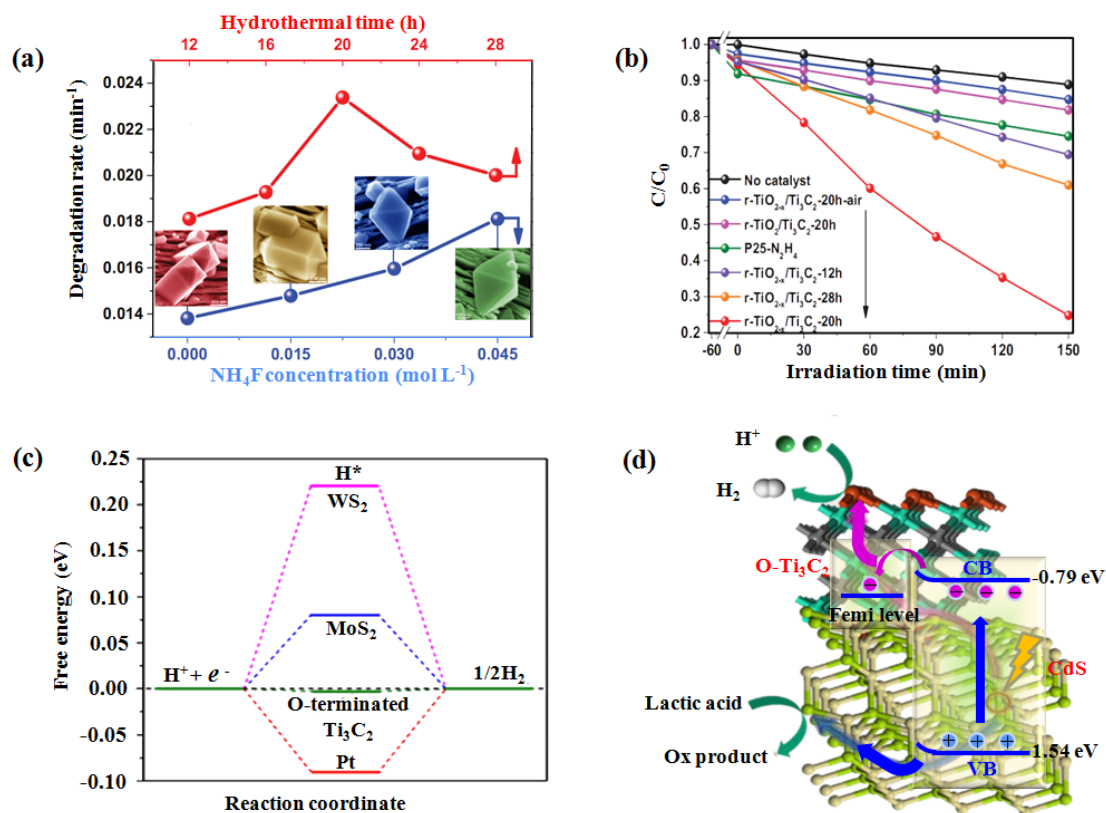 (a)
Hydrothermal time (h)
12 16 20 24 28
Degradation rate (min⁻¹)
0.024
0.022
0.020
0.018
0.016
0.014
0.000 0.015 0.030 0.045
NH₄F concentration (mol L⁻¹)
(b)
C/C₀
1.0
0.9
0.8
0.7
0.6
0.5
0.4
0.3
0.2
No catalyst
r-TiO₂₋ₓ/Ti₃C₂-20h-air
r-TiO₂/Ti₃C₂-20h
P25-N₂H₄
r-TiO₂₋ₓ/Ti₃C₂-12h
r-TiO₂₋ₓ/Ti₃C₂-28h
r-TiO₂₋ₓ/Ti₃C₂-20h
-60 0 30 60 90 120 150
Irradiation time (min)
(c)
Free energy (eV)
0.25
0.20
0.15
0.10
0.05
0.00
-0.05
-0.10
H*
WS₂
MoS₂
H⁺ + e⁻
1/2H₂
O-terminated
Ti₃C₂
Pt
Reaction coordinate
(d)
H⁺
H₂
O-Ti₃C₂
CB
-0.79 eV
Femi level
CdS
Lactic acid
Ox product
1.54 eV
VB